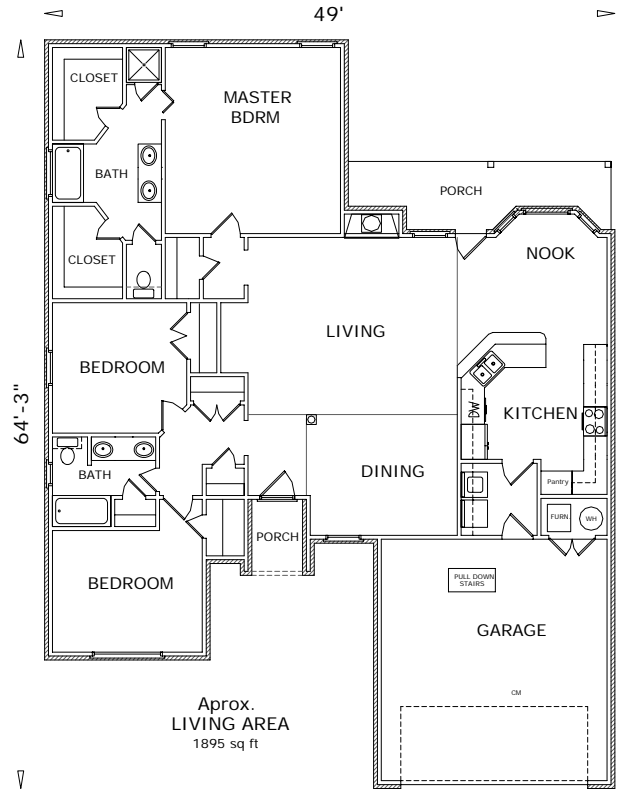 49'
CLOSET
MASTER
BDRM
BATH
PORCH
CLOSET
NOOK
LIVING
BEDROOM
64'-3"
DW
KITCHEN
BATH
DINING
Pantry
FURN
WH
PORCH
BEDROOM
PULL DOWN
STAIRS
GARAGE
CM
Aprox.
LIVING AREA
1895 sq ft